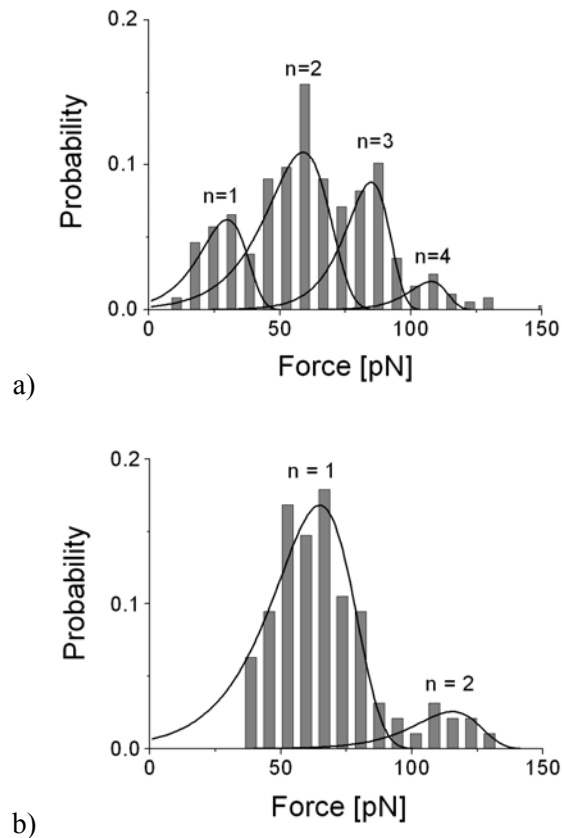 0.2
n=2
n=3
n=1
0.1
n=4
0.0
0
50
100
150
Probability
Force [pN]
a)
0.2
n = 1
0.1
n = 2
0.0
0
50
100
150
Probability
Force [pN]
b)